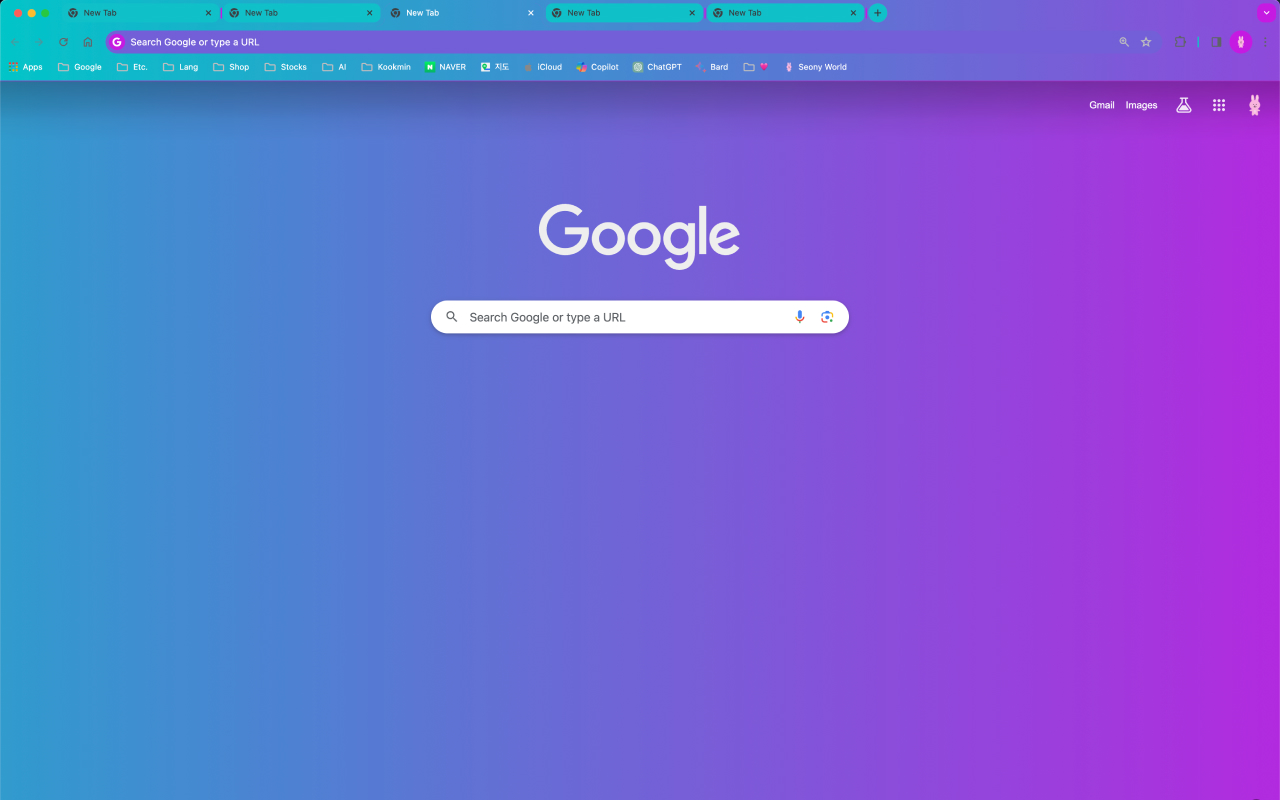 New Tab New Tab New Tab New Tab New Tab
Search Google or type a URL
Apps Google Etc. Lang Shop Stocks AI Kookmin NAVER 지도 iCloud Copilot ChatGPT Bard Seony World
Gmail Images
Google
Search Google or type a URL